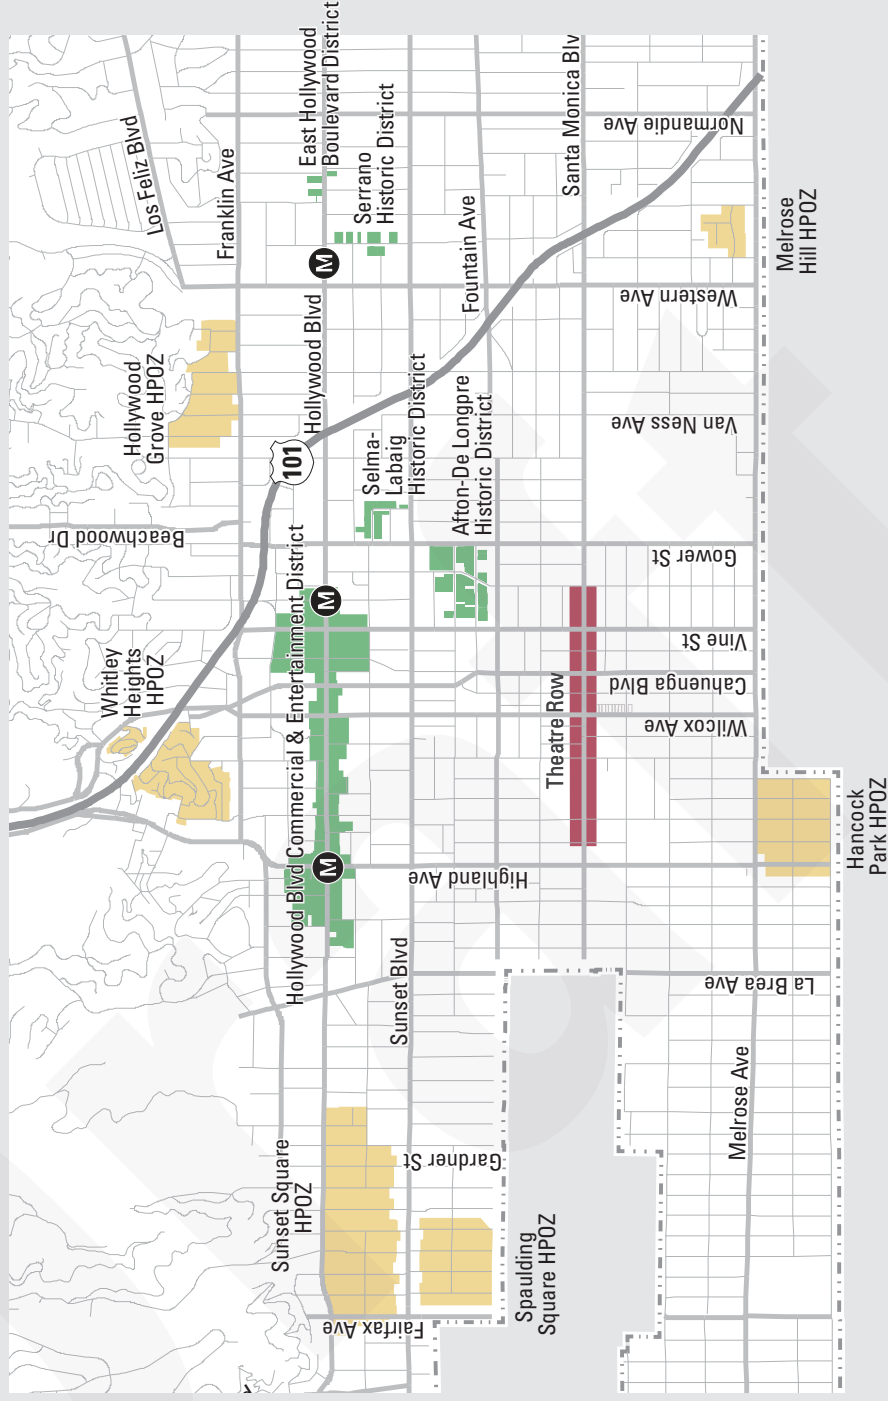 Los Feliz Blvd
Franklin Ave
East Hollywood
Boulevard District
Serrano
Historic District
Santa Monica Blv
Normandie Ave
Fountain Ave
Melrose
Hill HPOZ
M
Hollywood Blvd
Western Ave
Hollywood
Grove HPOZ
101
Selma-
Labaig
Historic District
Afton-De Longpre
Historic District
Van Ness Ave
Beachwood Dr
Gower St
Hollywood Blvd Commercial & Entertainment District
M
Vine St
Whitley
Heights
HPOZ
Cahuenga Blvd
Theatre Row
Wilcox Ave
M
Highland Ave
Hancock
Park HPOZ
Sunset Blvd
La Brea Ave
Melrose Ave
Sunset Square
HPOZ
Gardner St
Spaulding
Square HPOZ
Fairfax Ave